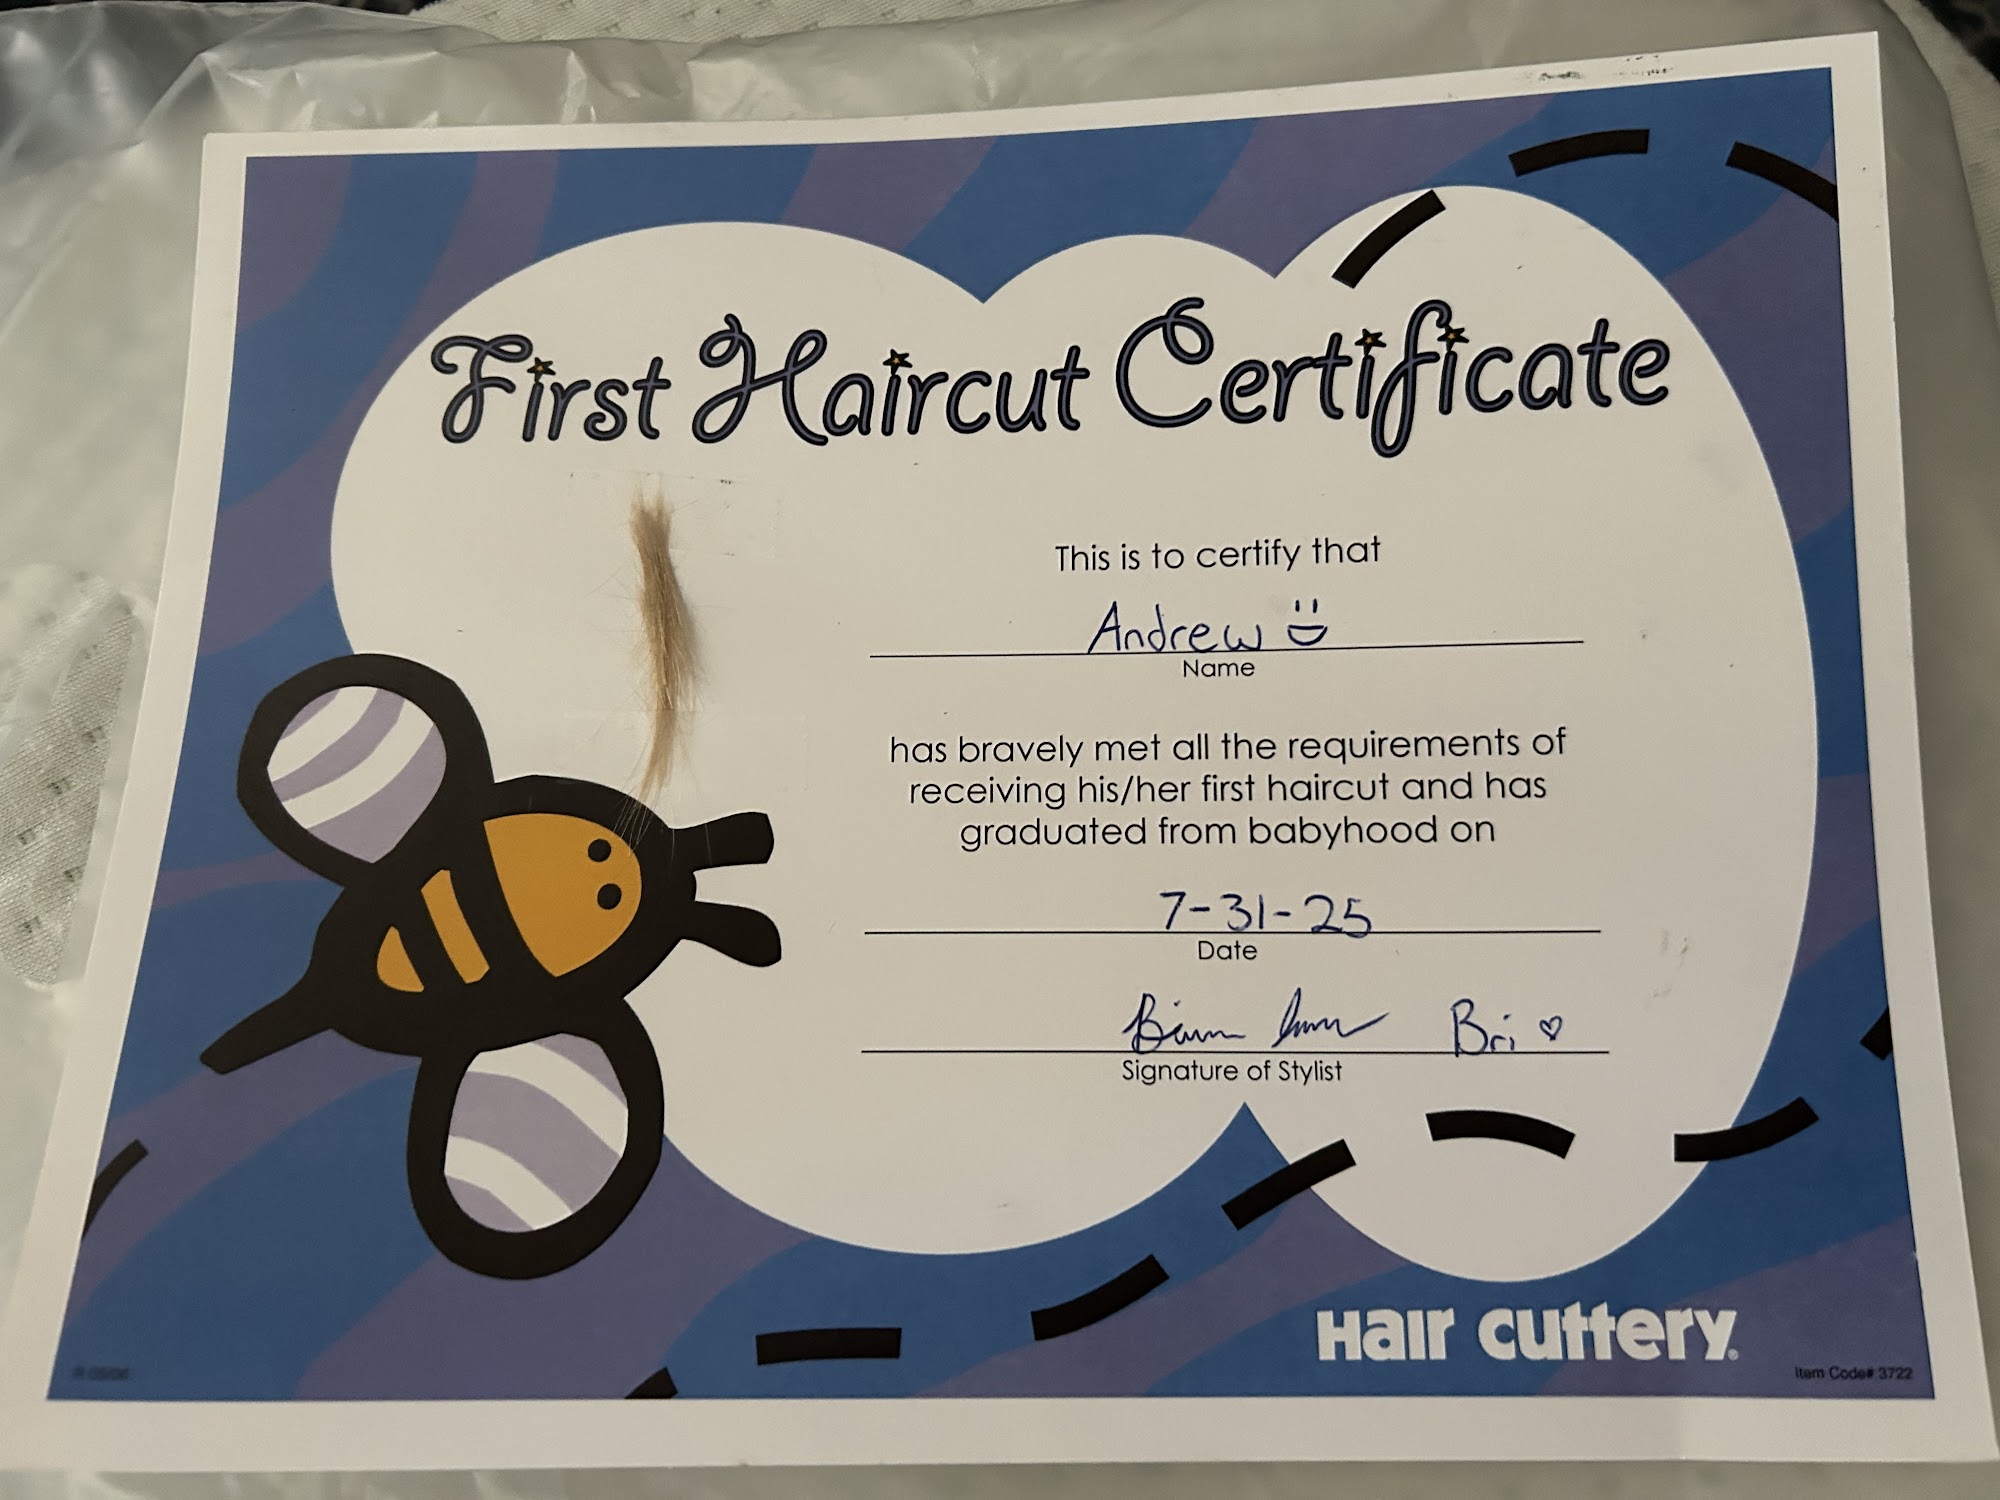 First Haircut Certificate
This is to certify that
Andrew
Name
has bravely met all the requirements of
receiving his/her first haircut and has
graduated from babyhood on
7-31-25
Date
Bri ♡
Signature of Stylist
Hair Cuttery®
Item Code# 3722